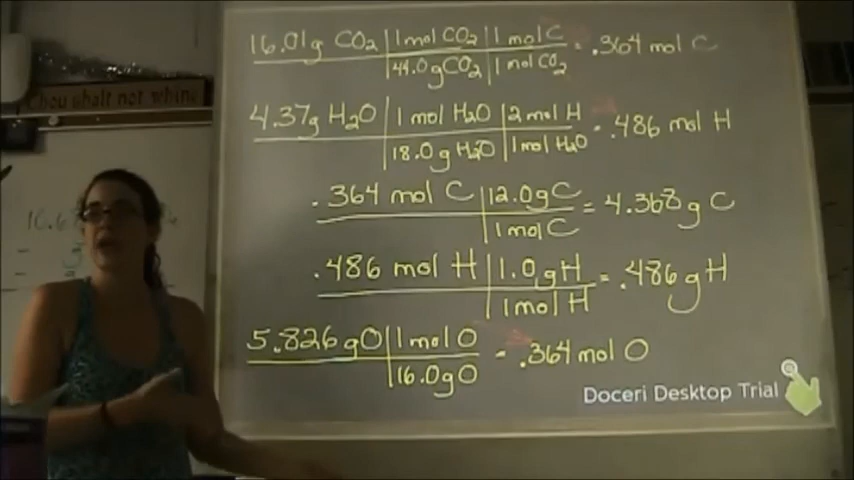 16.01g CO₂ | 1 mol CO₂ | 1 mol C = .364 mol C
44.0 g CO₂ | 1 mol CO₂
Thou shalt not whine
4.37g H₂O | 1 mol H₂O | 2 mol H = .486 mol H
18.0 g H₂O | 1 mol H₂O
.364 mol C | 12.0g C = 4.368 g C
1 mol C
.486 mol H | 1.0 g H = .486 g H
1 mol H
5.826 g O | 1 mol O = .364 mol O
16.0 g O
Doceri Desktop Trial